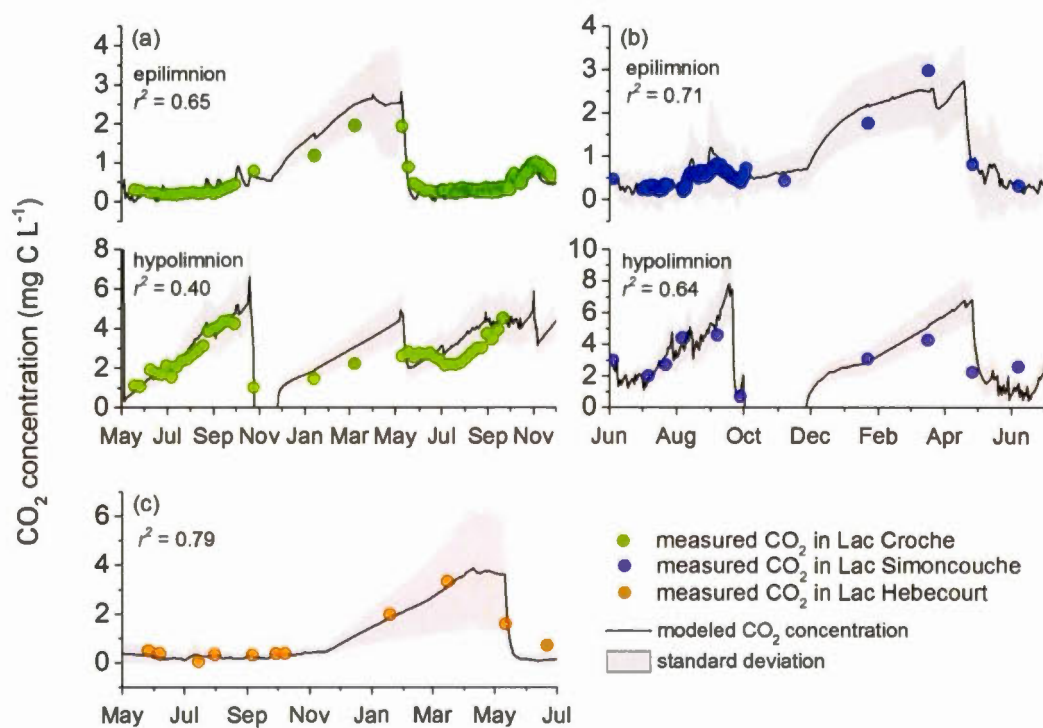 CO₂ concentration (mg C L⁻¹)
(a)
epilimnion
r² = 0.65
4
3
2
1
0
hypolimnion
r² = 0.40
8
6
4
2
0
May Jul Sep Nov Jan Mar May Jul Sep Nov
(b)
epilimnion
r² = 0.71
4
3
2
1
0
hypolimnion
r² = 0.64
10
8
6
4
2
0
Jun Aug Oct Dec Feb Apr Jun
(c)
r² = 0.79
6
4
2
0
May Jul Sep Nov Jan Mar May Jul
measured CO₂ in Lac Croche
measured CO₂ in Lac Simoncouche
measured CO₂ in Lac Hebecourt
modeled CO₂ concentration
standard deviation